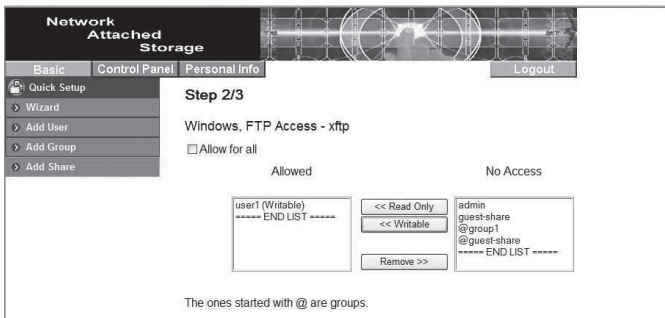 Network
Attached
Storage
Basic
Control Panel
Personal Info
Logout
Quick Setup
Wizard
Add User
Add Group
Add Share
Step 2/3
Windows, FTP Access - xftp
Allow for all
Allowed
No Access
user1 (Writable)
===== END LIST =====
<< Read Only
<< Writable
Remove >>
admin
guest-share
@group1
@guest-share
===== END LIST =====
The ones started with @ are groups.